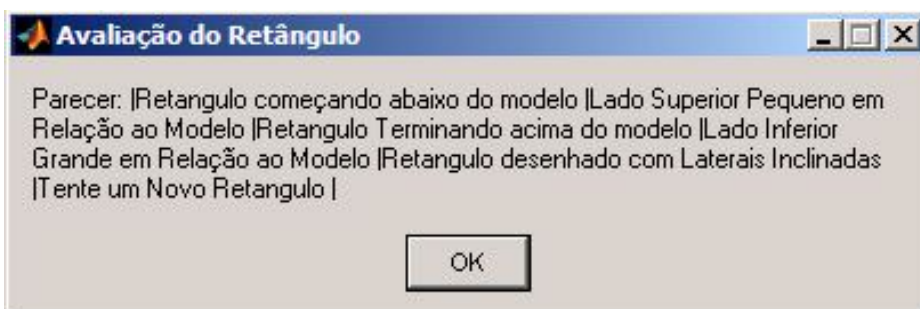 Avaliação do Retângulo
Parecer: |Retangulo começando abaixo do modelo |Lado Superior Pequeno em
Relação ao Modelo |Retangulo Terminando acima do modelo |Lado Inferior
Grande em Relação ao Modelo |Retangulo desenhado com Laterais Inclinadas
|Tente um Novo Retangulo |
OK